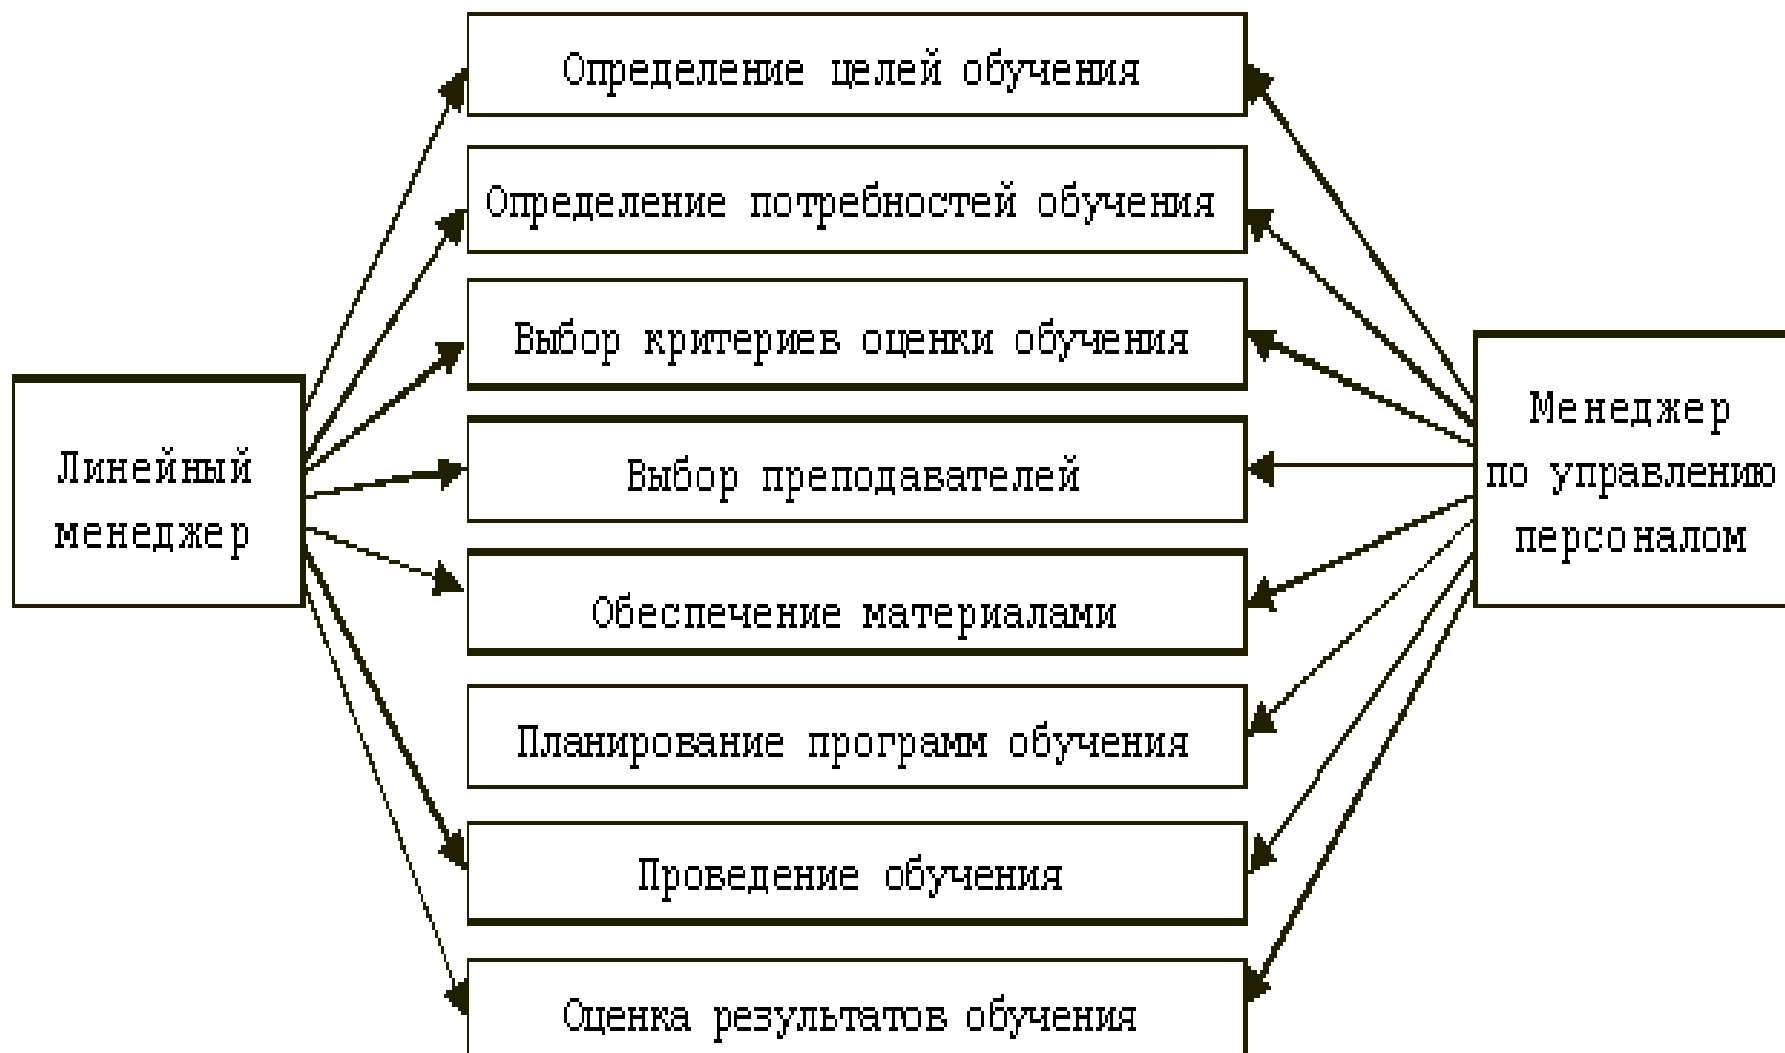 Определение целей обучения
Определение потребностей обучения
Выбор критериев оценки обучения
Линейный
менеджер
Выбор преподавателей
Менеджер
по управлению
персоналом
Обеспечение материалами
Планирование программ обучения
Проведение обучения
Оценка результатов обучения